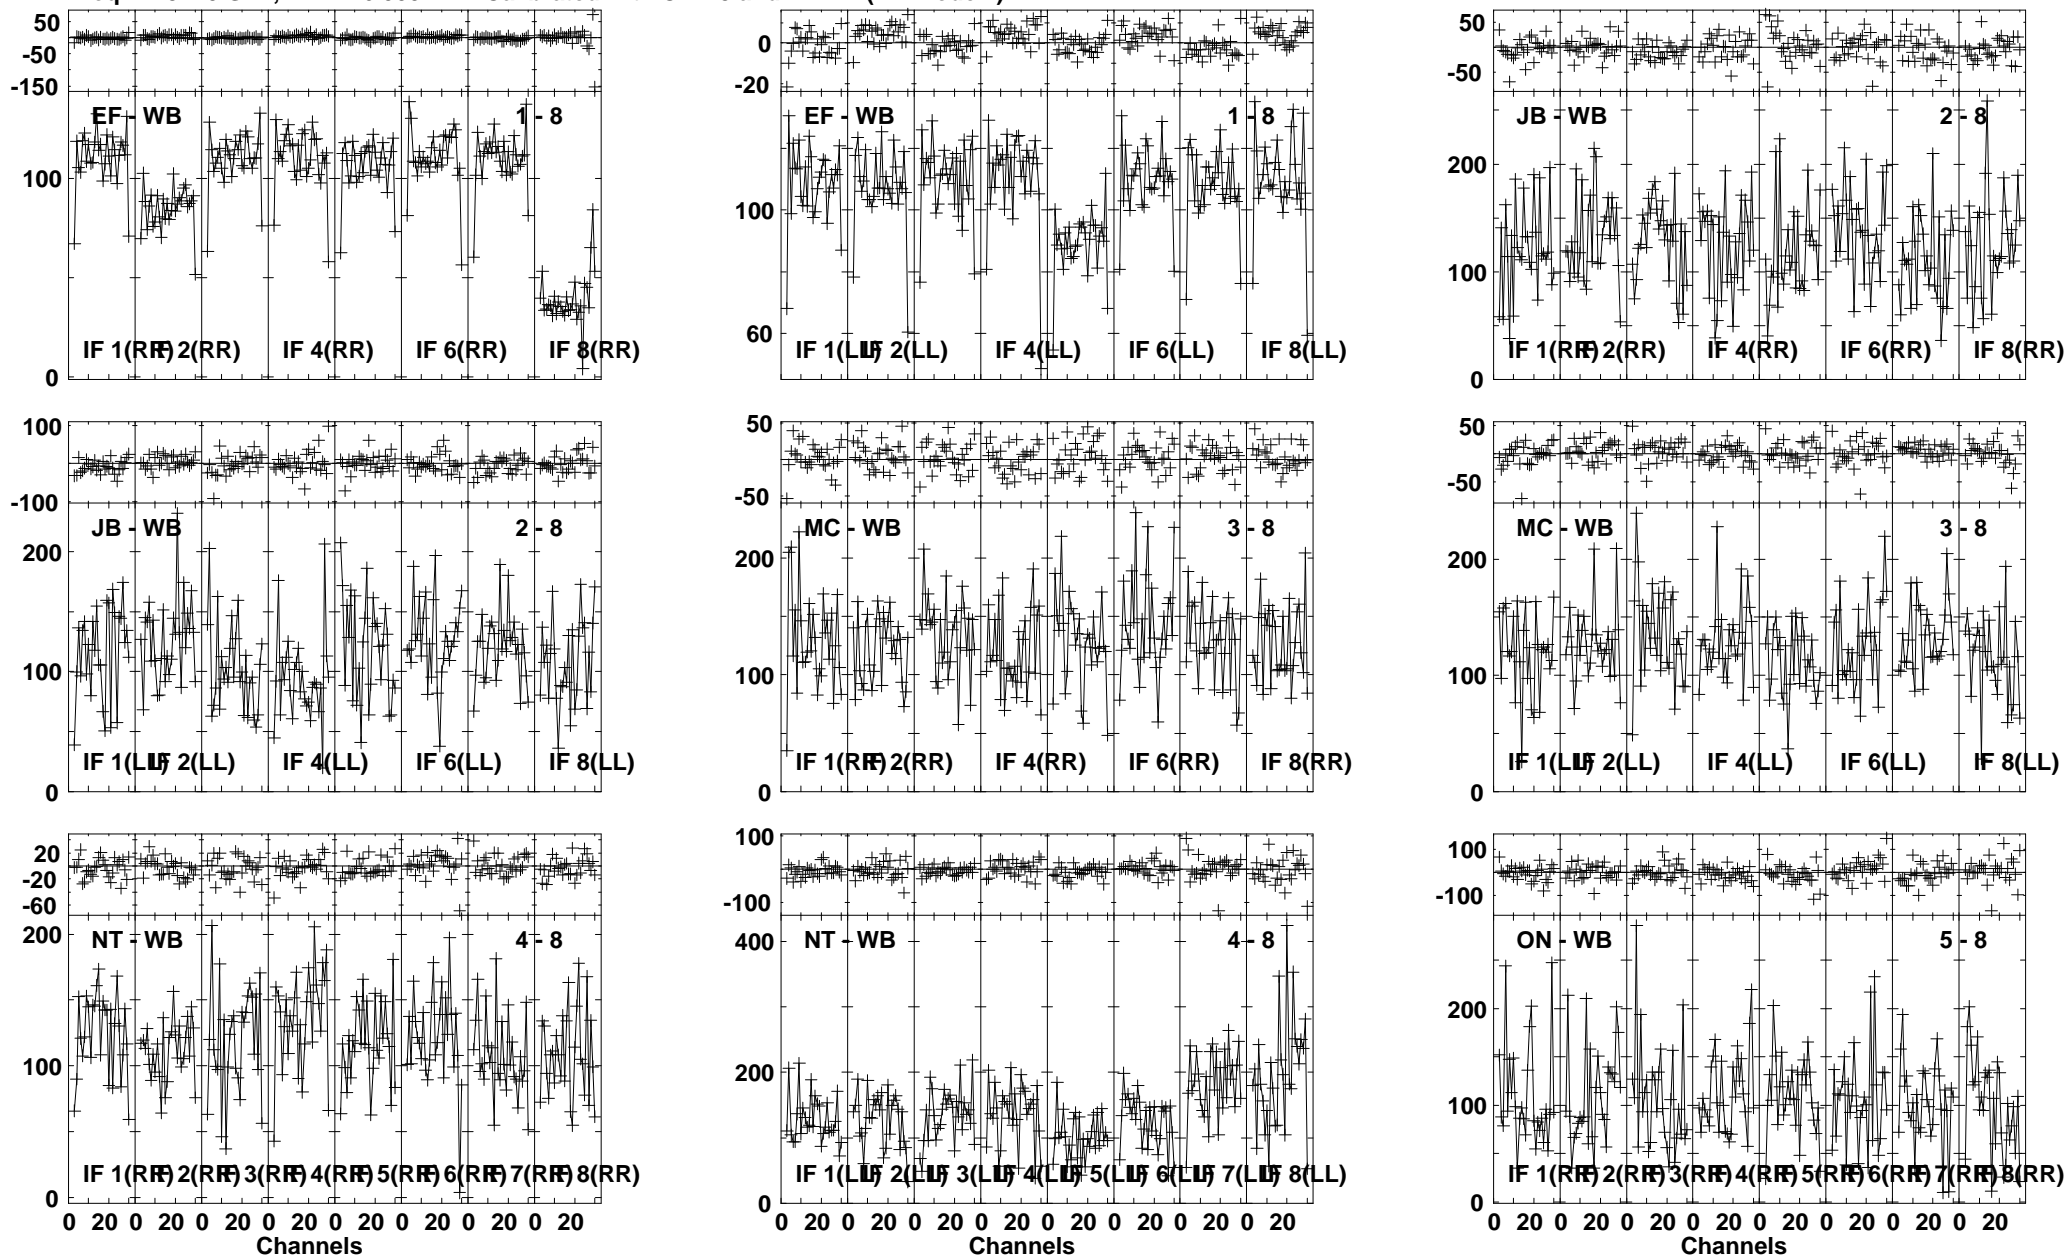 50
-50
-150
EF - WB 1 - 8
100
0
IF 1(RR) IF 2(RR) IF 4(RR) IF 6(RR) IF 8(RR)
0
-20
EF - WB 1 - 8
100
60
IF 1(LL) IF 2(LL) IF 4(LL) IF 6(LL) IF 8(LL)
50
-50
JB - WB 2 - 8
200
100
0
IF 1(RR) IF 2(RR) IF 4(RR) IF 6(RR) IF 8(RR)
100
-100
JB - WB 2 - 8
200
100
0
IF 1(LL) IF 2(LL) IF 4(LL) IF 6(LL) IF 8(LL)
50
-50
MC - WB 3 - 8
200
100
0
IF 1(RR) IF 2(RR) IF 4(RR) IF 6(RR) IF 8(RR)
50
-50
MC - WB 3 - 8
200
100
0
IF 1(LL) IF 2(LL) IF 4(LL) IF 6(LL) IF 8(LL)
20
-20
-60
NT - WB 4 - 8
200
100
0
IF 1(RR) IF 2(RR) IF 3(RR) IF 4(RR) IF 5(RR) IF 6(RR) IF 7(RR) IF 8(RR)
0 20 0 20 0 20 0 20 0 20 0 20 0 20 0 20
Channels
100
-100
NT - WB 4 - 8
400
200
0
IF 1(LL) IF 2(LL) IF 3(LL) IF 4(LL) IF 5(LL) IF 6(LL) IF 7(LL) IF 8(LL)
0 20 0 20 0 20 0 20 0 20 0 20 0 20 0 20
Channels
100
-100
ON - WB 5 - 8
200
100
0
IF 1(RR) IF 2(RR) IF 3(RR) IF 4(RR) IF 5(RR) IF 6(RR) IF 7(RR) IF 8(RR)
0 20 0 20 0 20 0 20 0 20 0 20 0 20 0 20
Channels